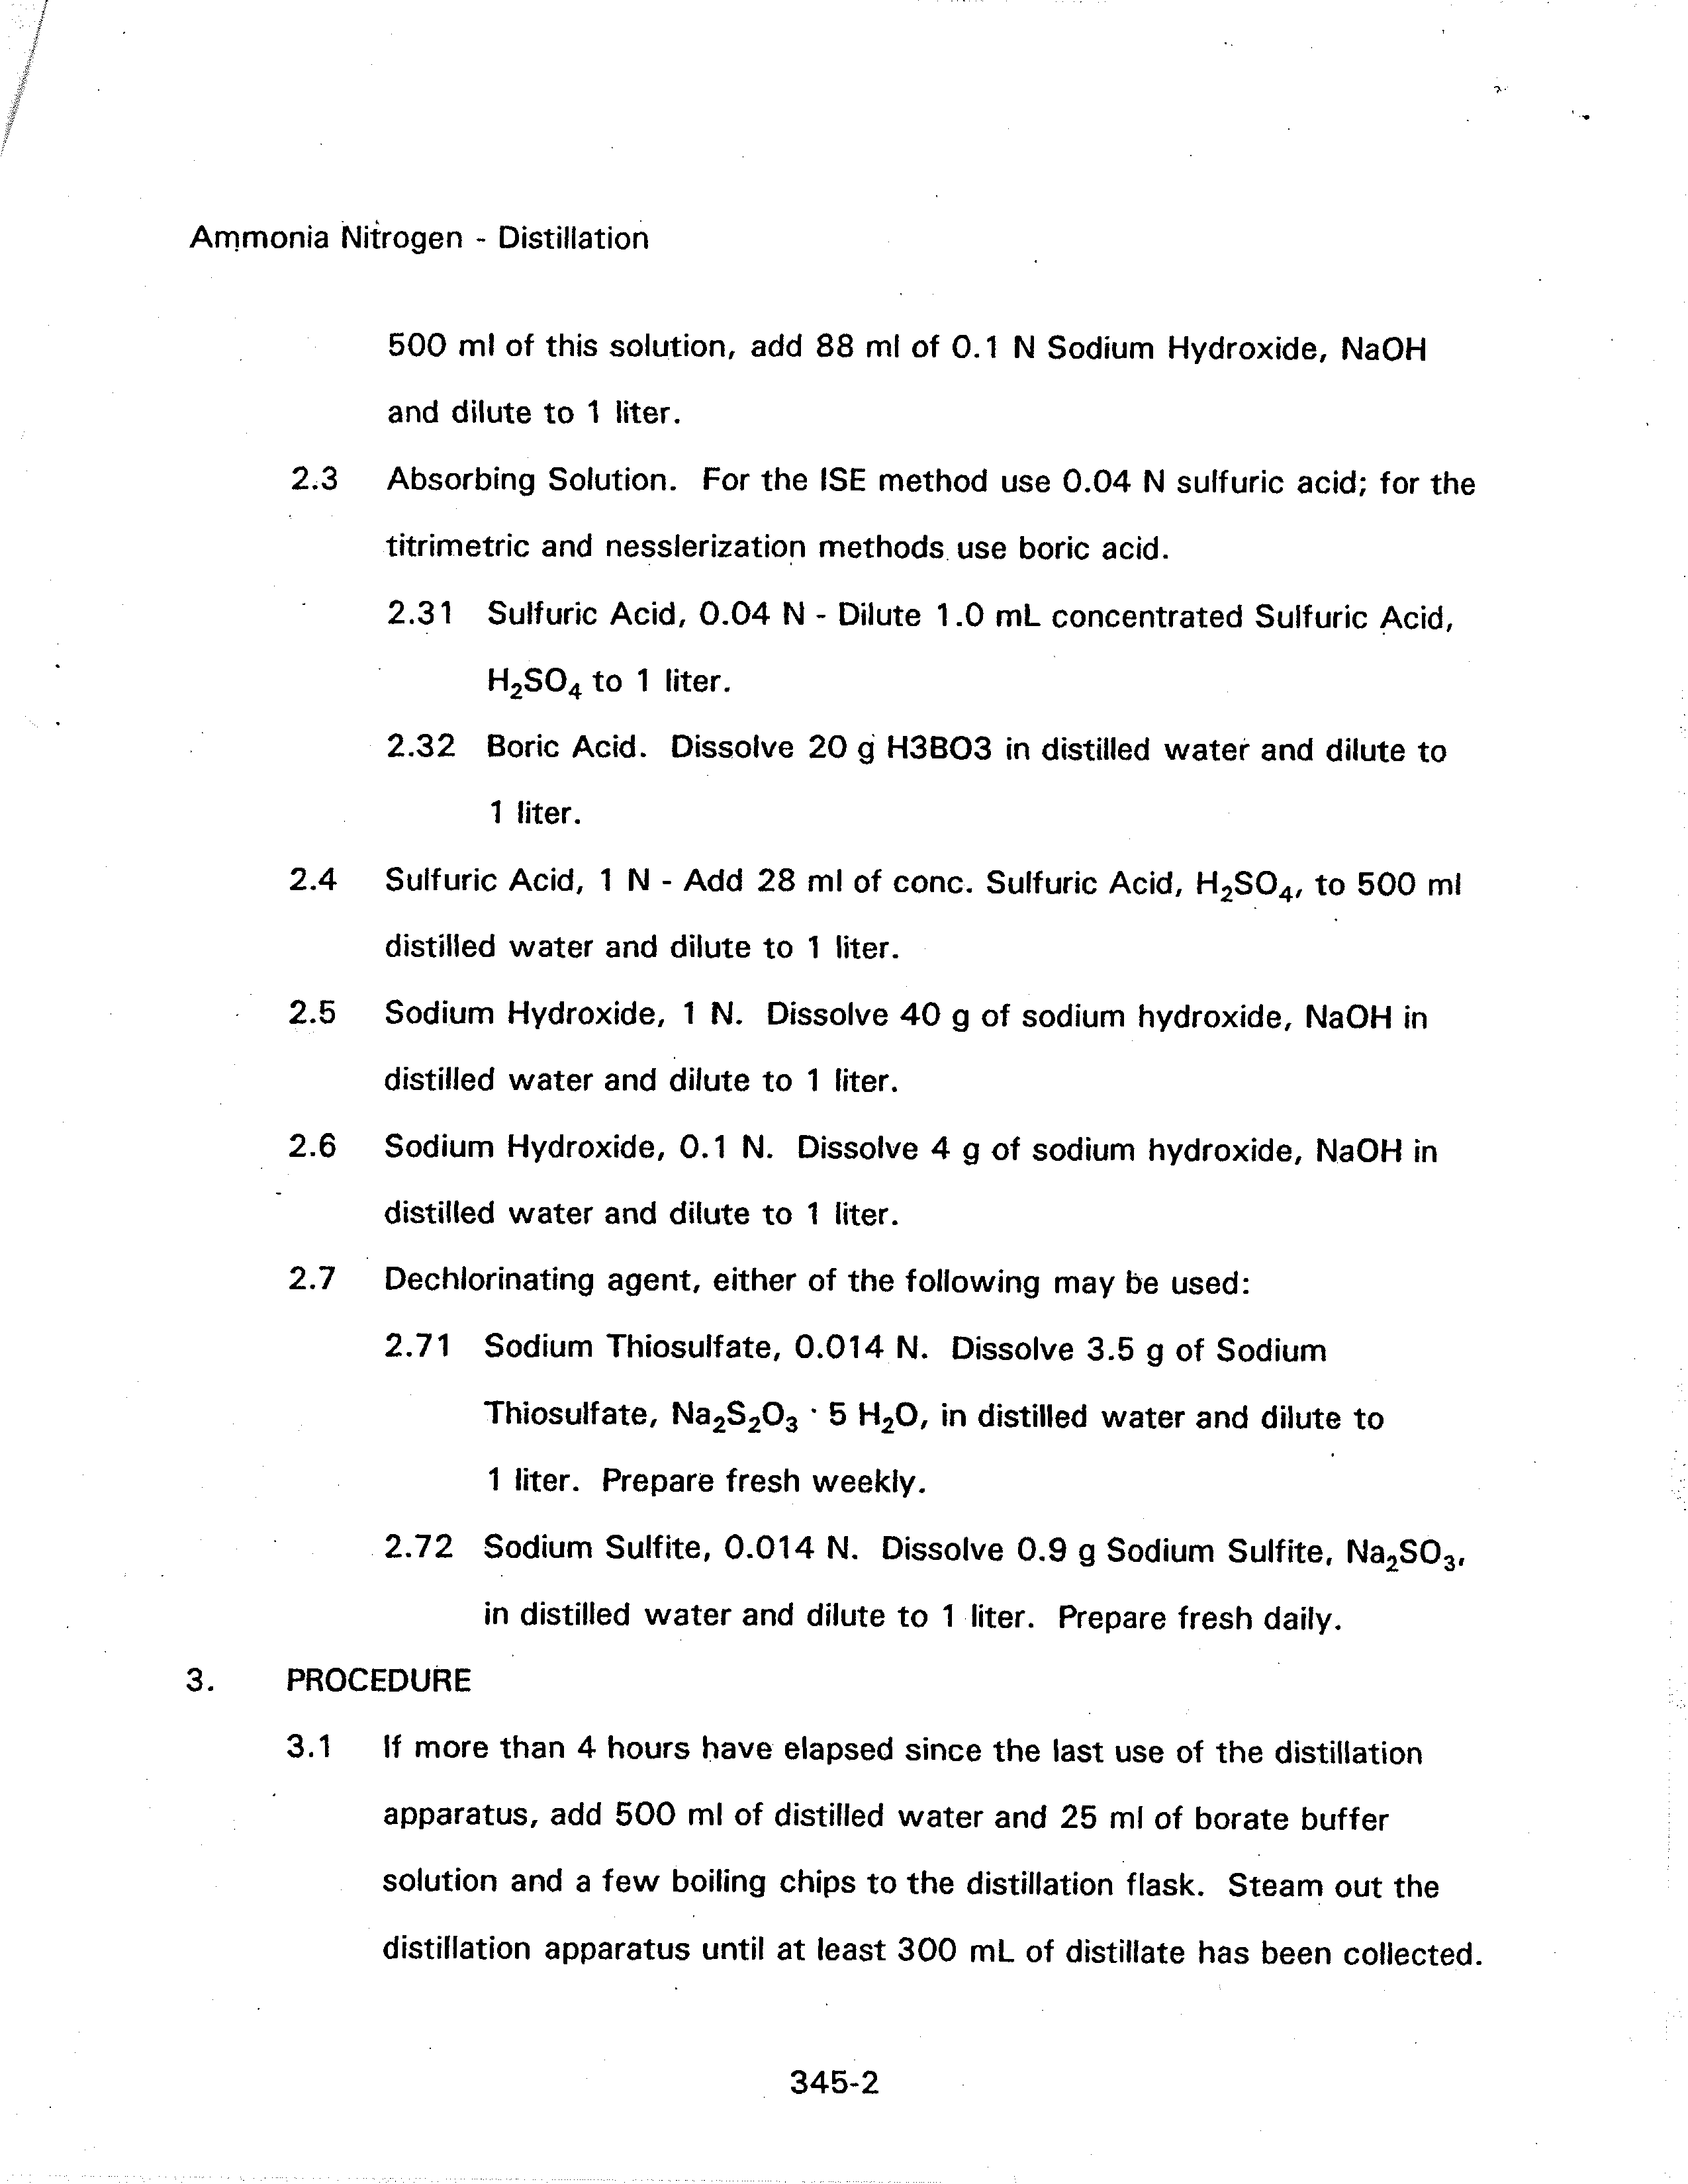 Ammonia Nitrogen - Distillation
500 ml of this solution, add 88 ml of 0.1 N Sodium Hydroxide, NaOH
and dilute to 1 liter.
2.3 Absorbing Solution. For the ISE method use 0.04 N sulfuric acid; for the
titrimetric and nesslerization methods use boric acid.
2.31 Sulfuric Acid, 0.04 N - Dilute 1.0 mL concentrated Sulfuric Acid,
H₂SO₄ to 1 liter.
2.32 Boric Acid. Dissolve 20 g H3BO3 in distilled water and dilute to
1 liter.
2.4 Sulfuric Acid, 1 N - Add 28 ml of conc. Sulfuric Acid, H₂SO₄, to 500 ml
distilled water and dilute to 1 liter.
2.5 Sodium Hydroxide, 1 N. Dissolve 40 g of sodium hydroxide, NaOH in
distilled water and dilute to 1 liter.
2.6 Sodium Hydroxide, 0.1 N. Dissolve 4 g of sodium hydroxide, NaOH in
distilled water and dilute to 1 liter.
2.7 Dechlorinating agent, either of the following may be used:
2.71 Sodium Thiosulfate, 0.014 N. Dissolve 3.5 g of Sodium
Thiosulfate, Na₂S₂O₃ · 5 H₂O, in distilled water and dilute to
1 liter. Prepare fresh weekly.
2.72 Sodium Sulfite, 0.014 N. Dissolve 0.9 g Sodium Sulfite, Na₂SO₃,
in distilled water and dilute to 1 liter. Prepare fresh daily.
3. PROCEDURE
3.1 If more than 4 hours have elapsed since the last use of the distillation
apparatus, add 500 ml of distilled water and 25 ml of borate buffer
solution and a few boiling chips to the distillation flask. Steam out the
distillation apparatus until at least 300 mL of distillate has been collected.
345-2